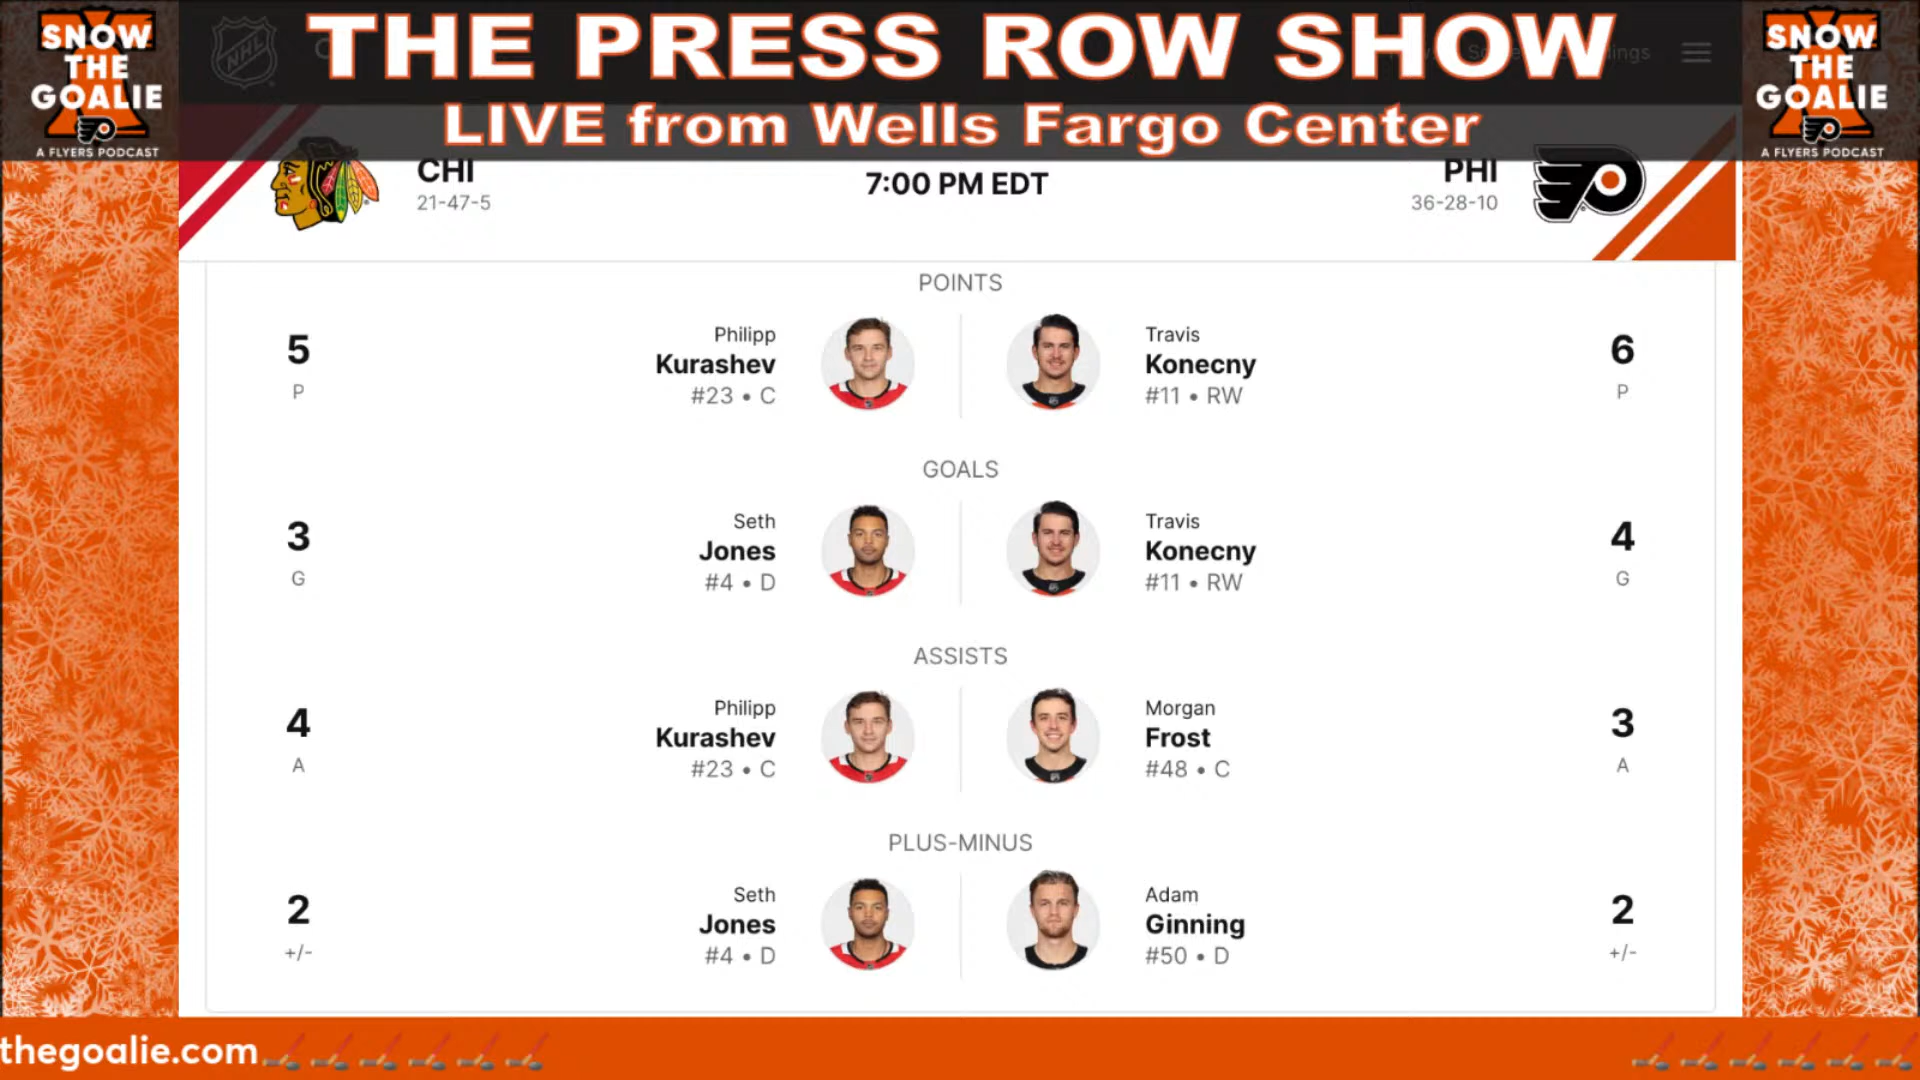 SNOW
THE
GOALIE
A FLYERS PODCAST
THE PRESS ROW SHOW
LIVE from Wells Fargo Center
SNOW
THE
GOALIE
A FLYERS PODCAST
NHL
CHI
21-47-5
7:00 PM EDT
PHI
36-28-10
POINTS
5
P
Philipp
Kurashev
#23 • C
Travis
Konecny
#11 • RW
6
P
GOALS
3
G
Seth
Jones
#4 • D
Travis
Konecny
#11 • RW
4
G
ASSISTS
4
A
Philipp
Kurashev
#23 • C
Morgan
Frost
#48 • C
3
A
PLUS-MINUS
2
+/-
Seth
Jones
#4 • D
Adam
Ginning
#50 • D
2
+/-
thegoalie.com